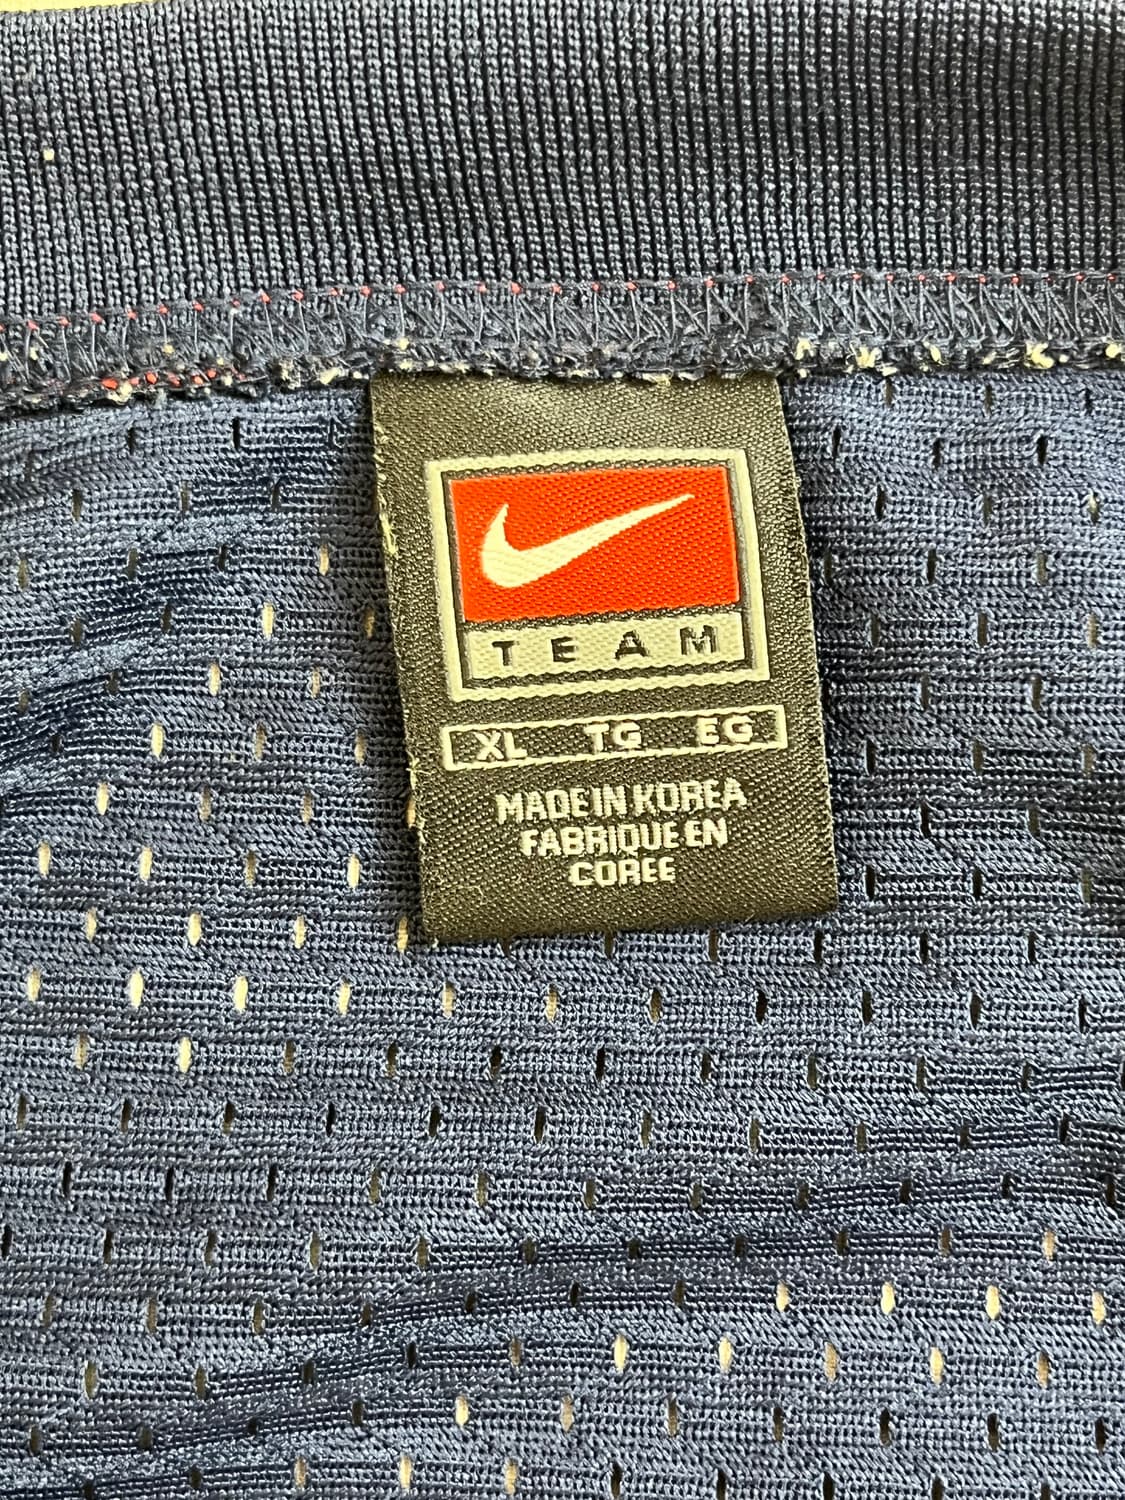 TEAM
XL TG EG
MADE IN KOREA
FABRIQUE EN
COREE